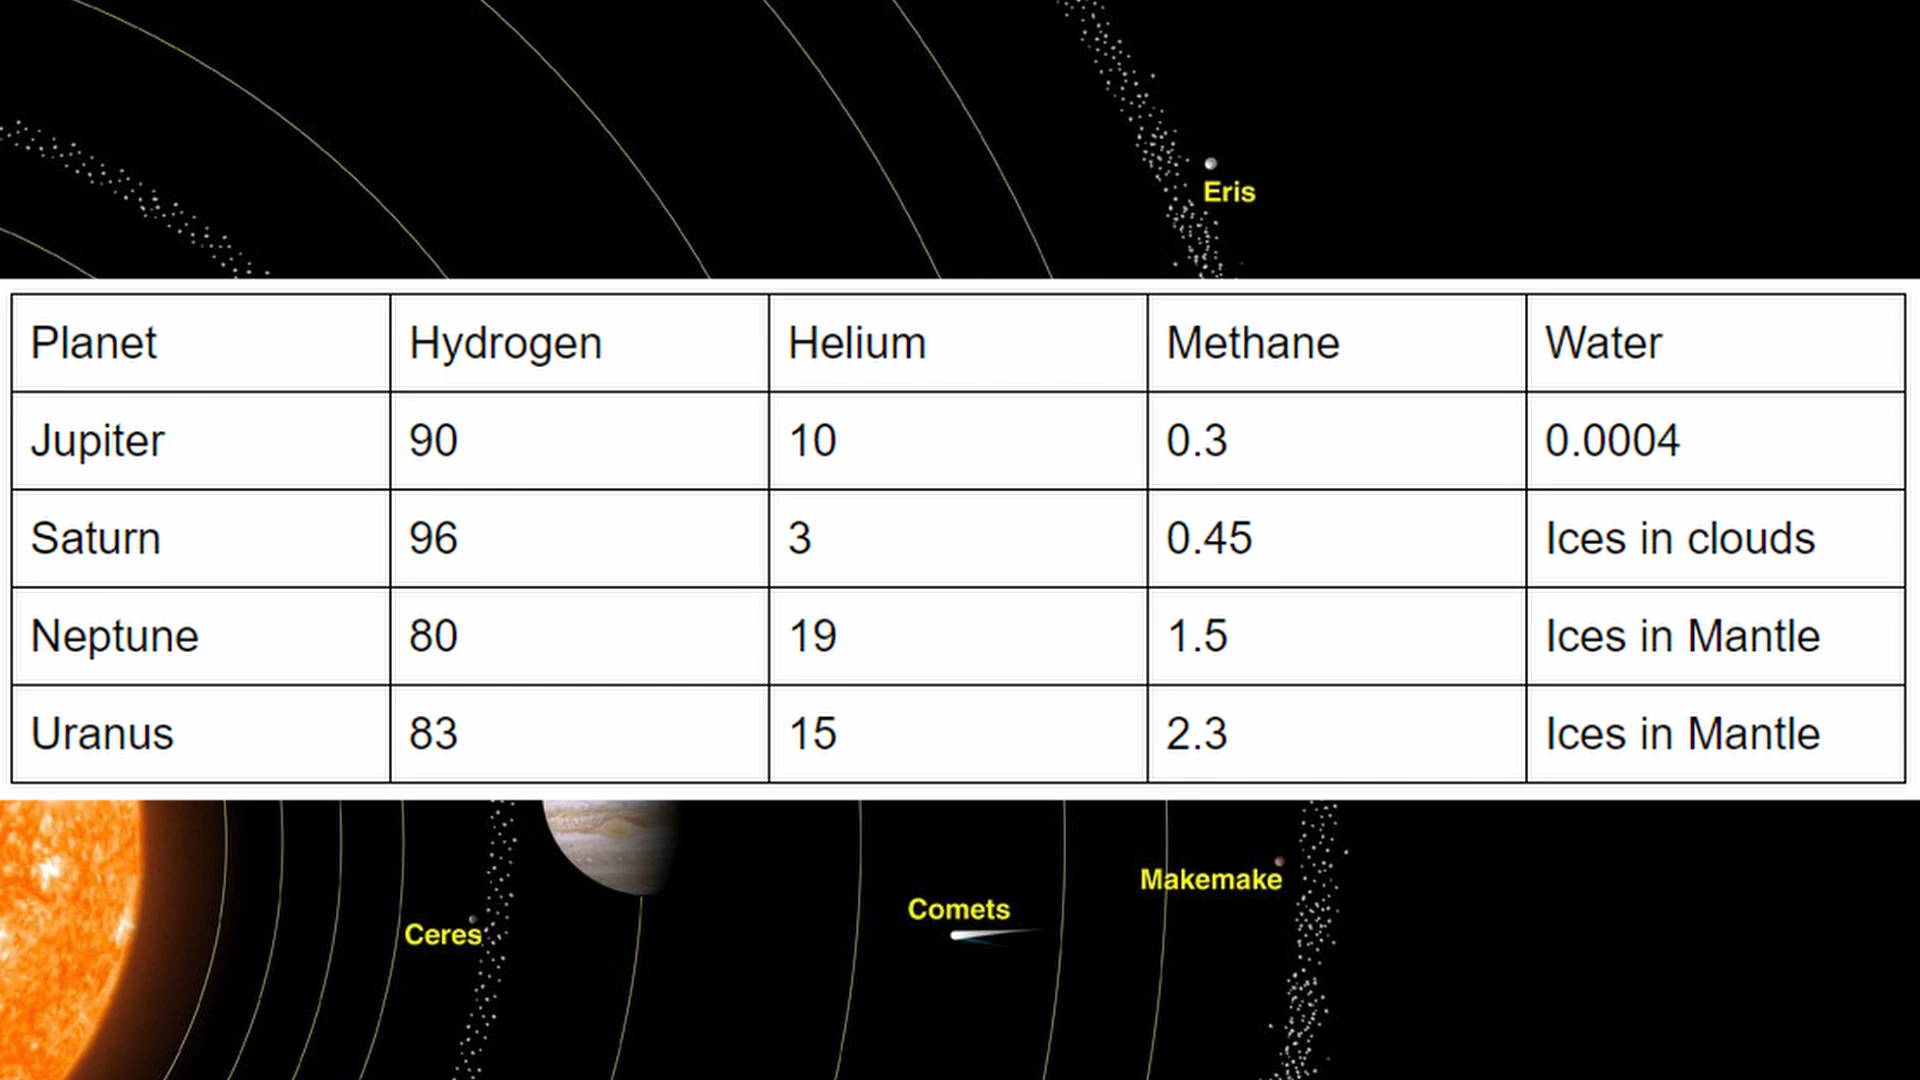 Eris
Planet Hydrogen Helium Methane Water
Jupiter 90 10 0.3 0.0004
Saturn 96 3 0.45 Ices in clouds
Neptune 80 19 1.5 Ices in Mantle
Uranus 83 15 2.3 Ices in Mantle
Makemake
Comets
Ceres